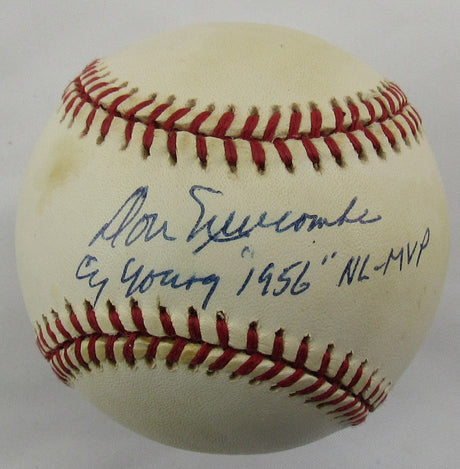 Don Newcombe
Cy Young "1956" NL-MVP